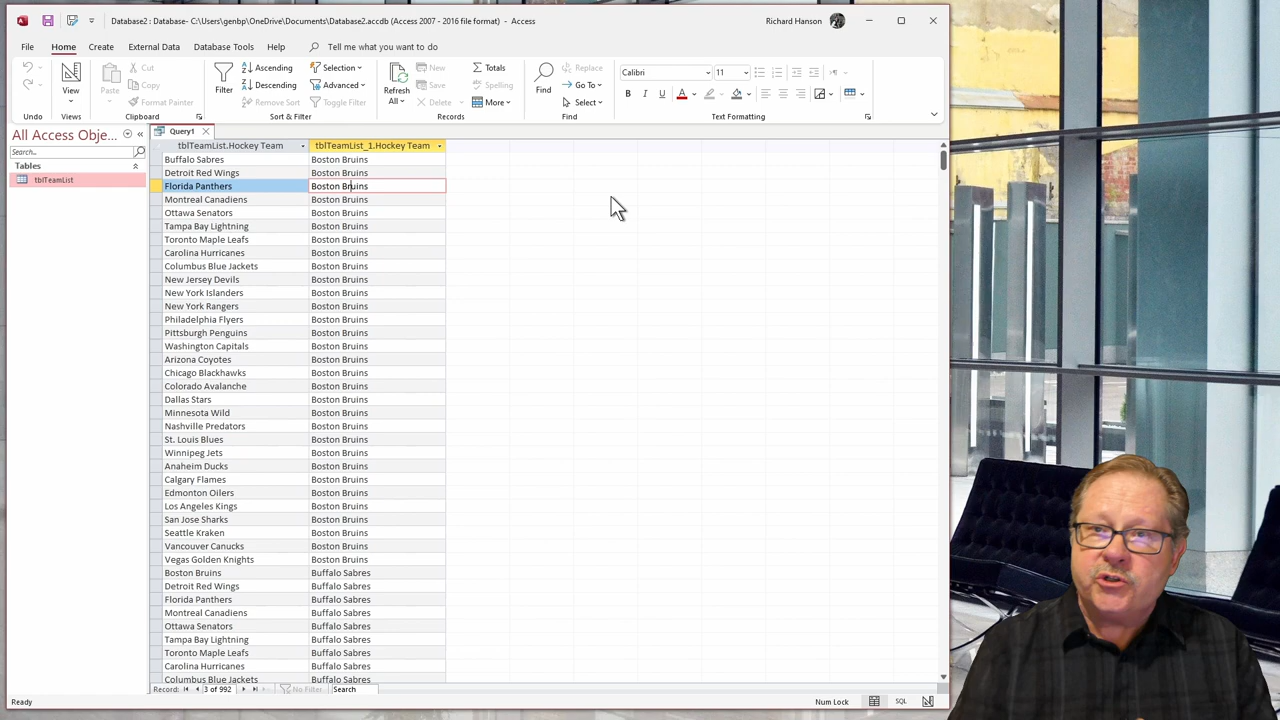 Database2 : Database- C:\Users\genbp\OneDrive\Documents\Database2.accdb (Access 2007 - 2016 file format) - Access
Richard Hanson
File Home Create External Data Database Tools Help Tell me what you want to do
View
Paste
Cut
Copy
Format Painter
Filter
Ascending
Descending
Remove Sort
Selection
Advanced
Toggle Filter
Refresh All
New
Save
Delete
Totals
More
Find
Replace
Go To
Select
Calibri 11
B I U A
Undo Views Clipboard Sort & Filter Records Find Text Formatting
All Access Obje...
Search...
Tables
tblTeamList
Query1
tblTeamList.Hockey Team tblTeamList_1.Hockey Team
Buffalo Sabres Boston Bruins
Detroit Red Wings Boston Bruins
Florida Panthers Boston Bruins
Montreal Canadiens Boston Bruins
Ottawa Senators Boston Bruins
Tampa Bay Lightning Boston Bruins
Toronto Maple Leafs Boston Bruins
Carolina Hurricanes Boston Bruins
Columbus Blue Jackets Boston Bruins
New Jersey Devils Boston Bruins
New York Islanders Boston Bruins
New York Rangers Boston Bruins
Philadelphia Flyers Boston Bruins
Pittsburgh Penguins Boston Bruins
Washington Capitals Boston Bruins
Arizona Coyotes Boston Bruins
Chicago Blackhawks Boston Bruins
Colorado Avalanche Boston Bruins
Dallas Stars Boston Bruins
Minnesota Wild Boston Bruins
Nashville Predators Boston Bruins
St. Louis Blues Boston Bruins
Winnipeg Jets Boston Bruins
Anaheim Ducks Boston Bruins
Calgary Flames Boston Bruins
Edmonton Oilers Boston Bruins
Los Angeles Kings Boston Bruins
San Jose Sharks Boston Bruins
Seattle Kraken Boston Bruins
Vancouver Canucks Boston Bruins
Vegas Golden Knights Boston Bruins
Boston Bruins Buffalo Sabres
Detroit Red Wings Buffalo Sabres
Florida Panthers Buffalo Sabres
Montreal Canadiens Buffalo Sabres
Ottawa Senators Buffalo Sabres
Tampa Bay Lightning Buffalo Sabres
Toronto Maple Leafs Buffalo Sabres
Carolina Hurricanes Buffalo Sabres
Columbus Blue Jackets Buffalo Sabres
Record: 3 of 992 No Filter Search
Ready Num Lock SQL